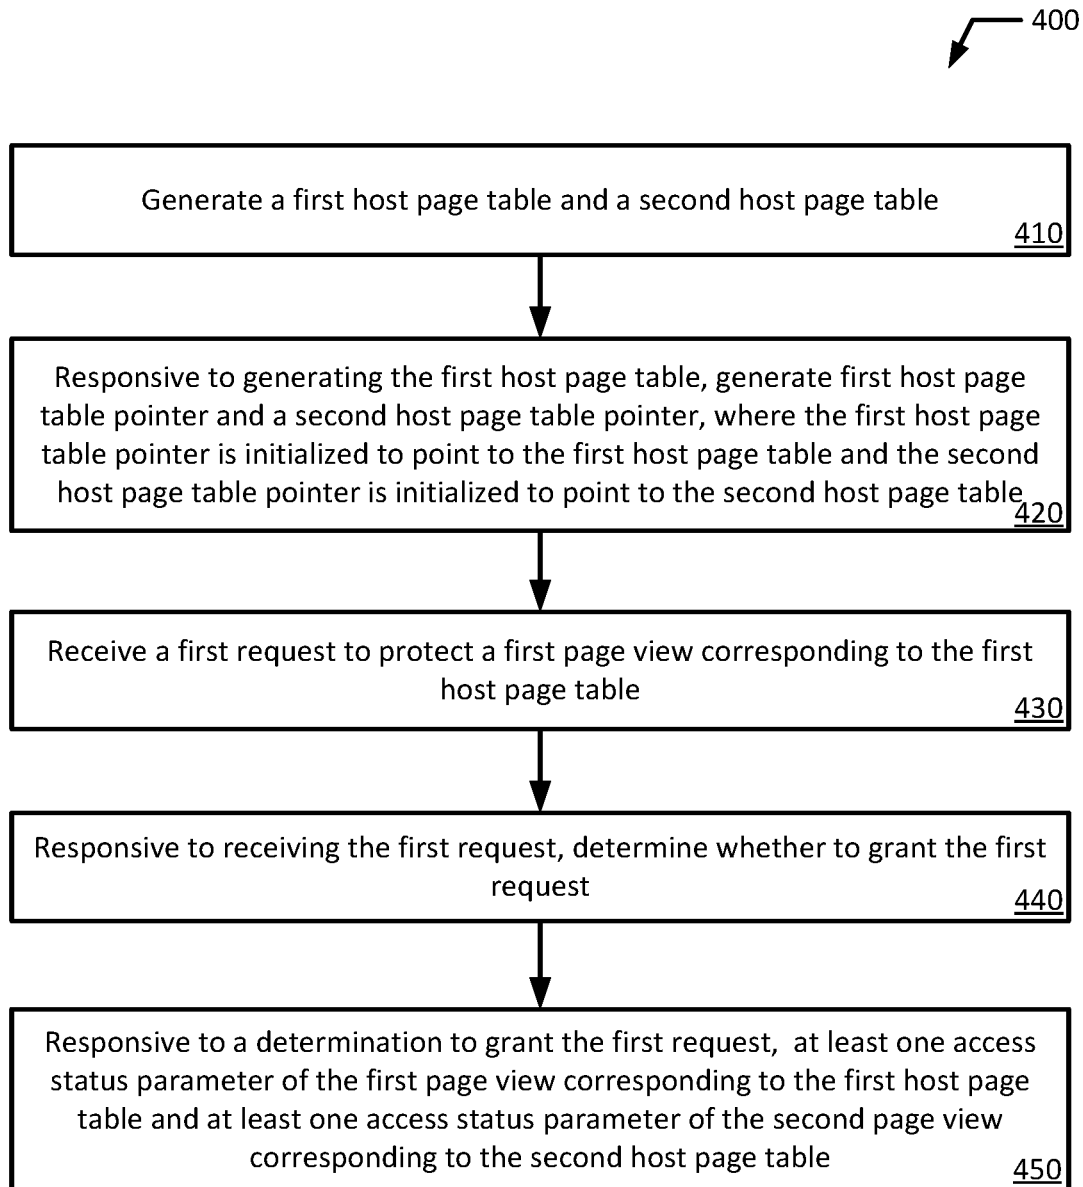 400
Generate a first host page table and a second host page table
410
Responsive to generating the first host page table, generate first host page
table pointer and a second host page table pointer, where the first host page
table pointer is initialized to point to the first host page table and the second
host page table pointer is initialized to point to the second host page table
420
Receive a first request to protect a first page view corresponding to the first
host page table
430
Responsive to receiving the first request, determine whether to grant the first
request
440
Responsive to a determination to grant the first request,  at least one access
status parameter of the first page view corresponding to the first host page
table and at least one access status parameter of the second page view
corresponding to the second host page table
450